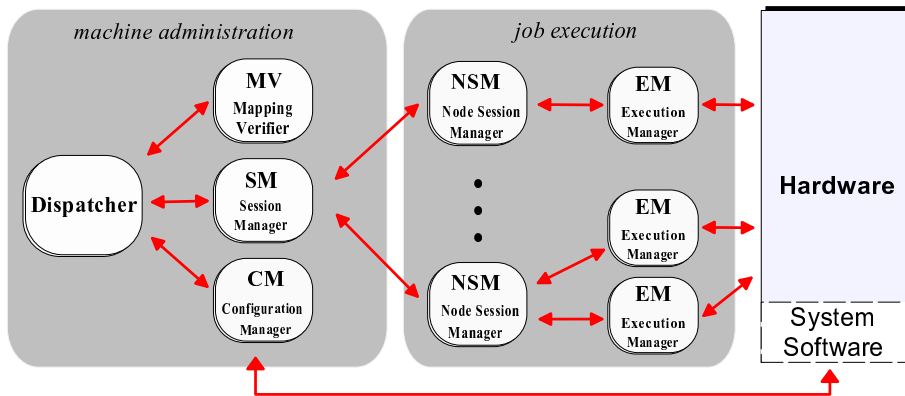 machine administration
job execution
MV
Mapping
Verifier
Dispatcher
SM
Session
Manager
CM
Configuration
Manager
NSM
Node Session
Manager
EM
Execution
Manager
EM
Execution
Manager
NSM
Node Session
Manager
EM
Execution
Manager
Hardware
System
Software